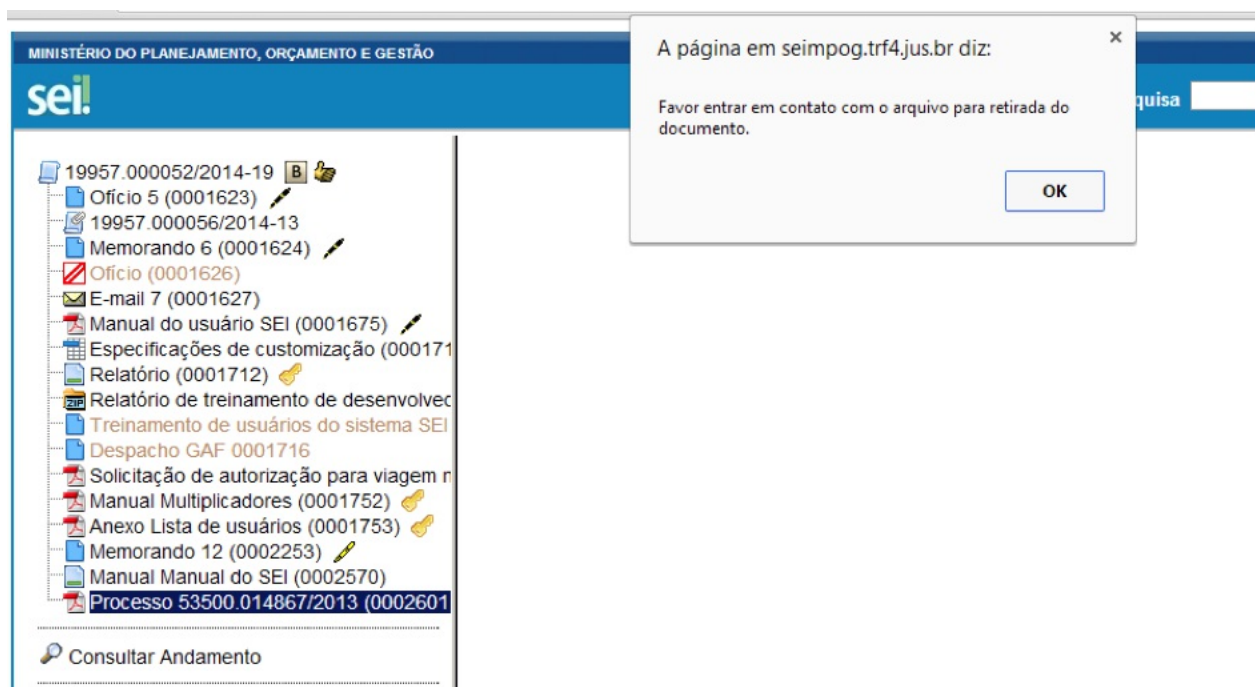 MINISTÉRIO DO PLANEJAMENTO, ORÇAMENTO E GESTÃO
sei!
quisa
A página em seimpog.trf4.jus.br diz:
×
Favor entrar em contato com o arquivo para retirada do
documento.
OK
19957.000052/2014-19 B
Ofício 5 (0001623)
19957.000056/2014-13
Memorando 6 (0001624)
Ofício (0001626)
E-mail 7 (0001627)
Manual do usuário SEI (0001675)
Especificações de customização (000171
Relatório (0001712)
ZIP Relatório de treinamento de desenvolvec
Treinamento de usuários do sistema SEI
Despacho GAF 0001716
Solicitação de autorização para viagem n
Manual Multiplicadores (0001752)
Anexo Lista de usuários (0001753)
Memorando 12 (0002253)
Manual Manual do SEI (0002570)
Processo 53500.014867/2013 (0002601
Consultar Andamento